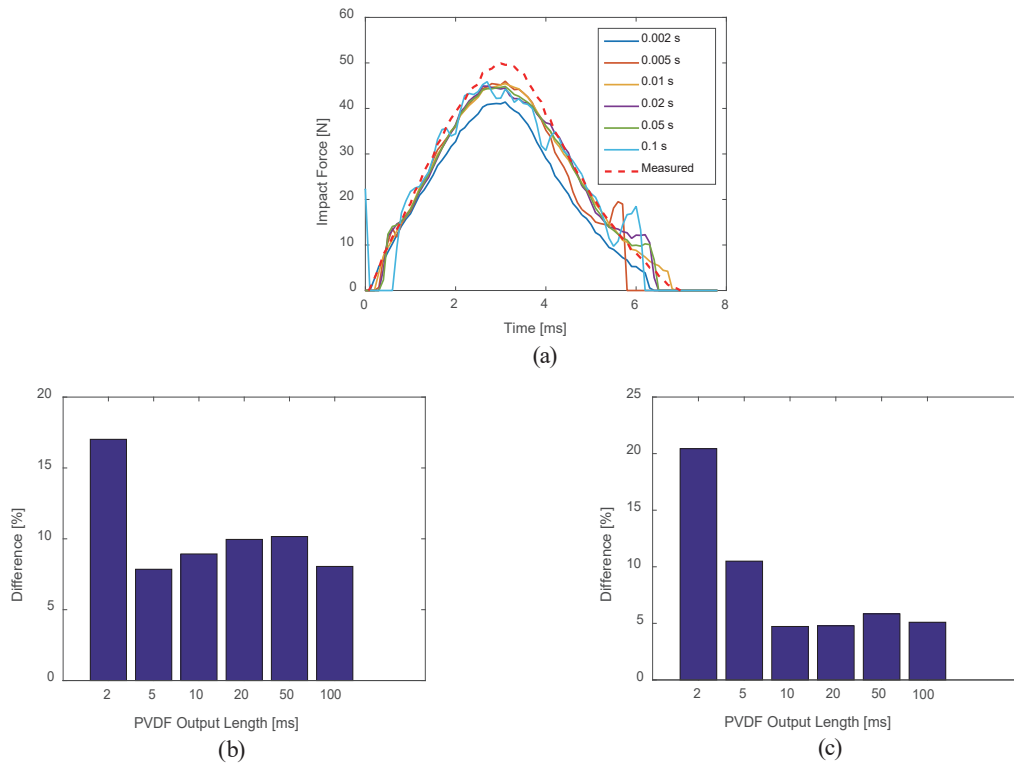 60
50
40
30
20
10
0
Impact Force [N]
0 2 4 6 8
Time [ms]
0.002 s
0.005 s
0.01 s
0.02 s
0.05 s
0.1 s
Measured
(a)
20
15
10
5
0
Difference [%]
2 5 10 20 50 100
PVDF Output Length [ms]
(b)
25
20
15
10
5
0
Difference [%]
2 5 10 20 50 100
PVDF Output Length [ms]
(c)